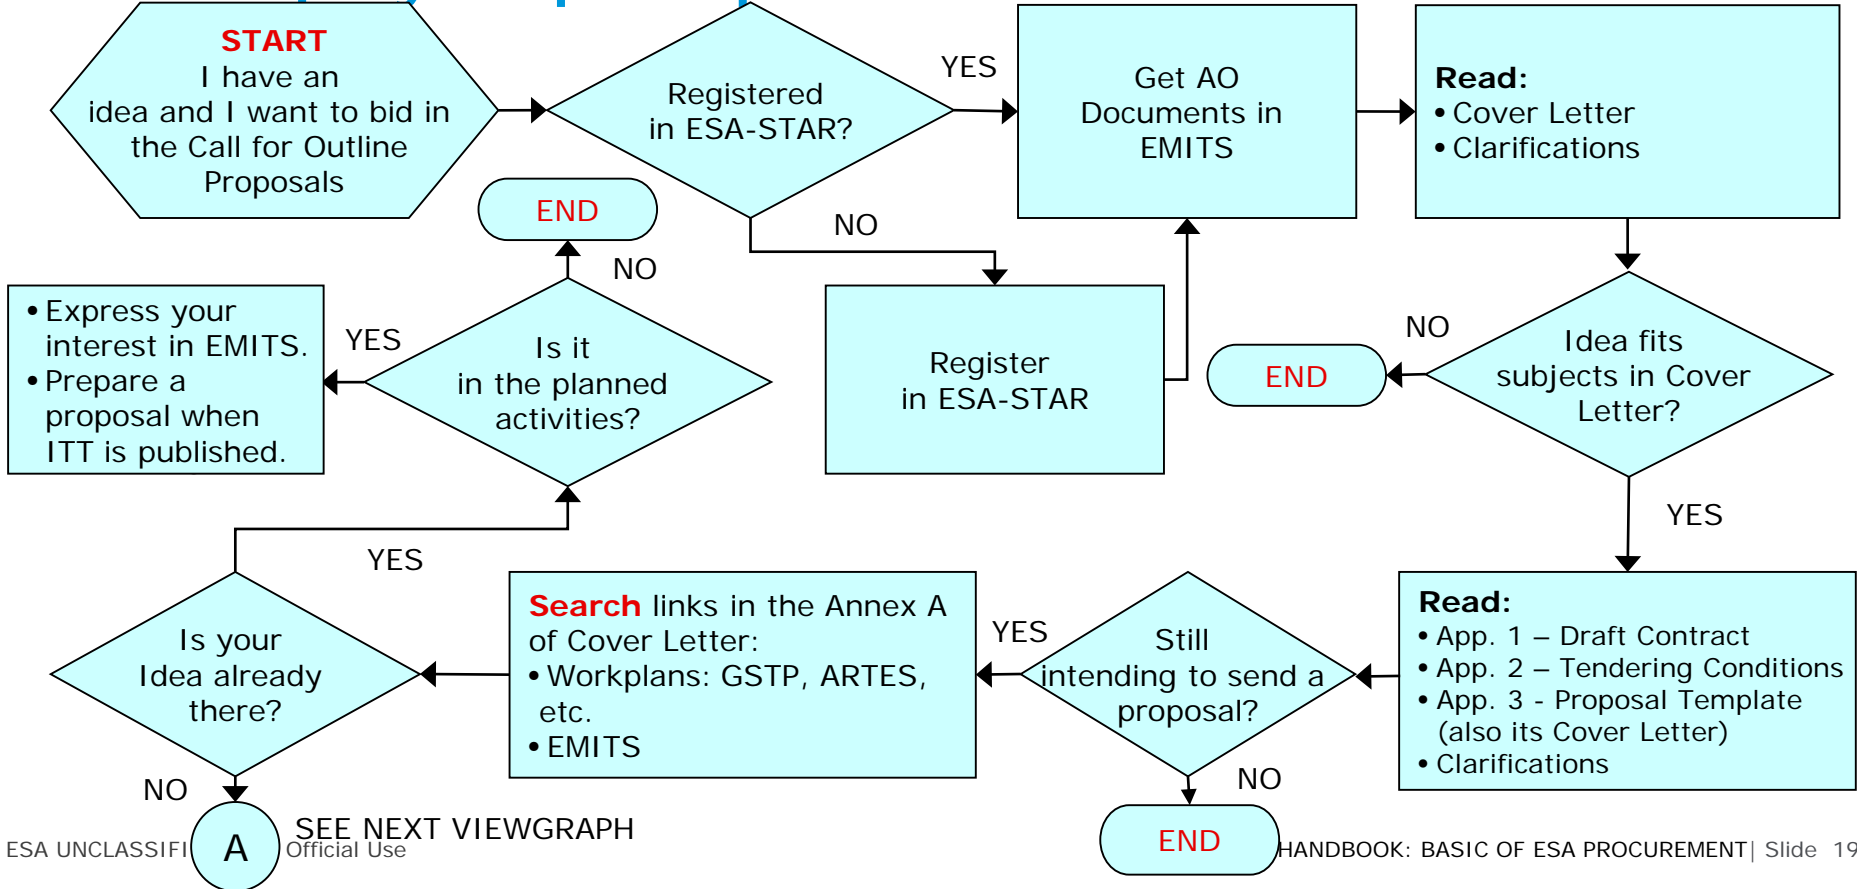 START
I have an
idea and I want to bid in
the Call for Outline
Proposals
Registered
in ESA-STAR?
YES
Get AO
Documents in
EMITS
Read:
• Cover Letter
• Clarifications
END
NO
NO
• Express your
interest in EMITS.
• Prepare a
proposal when
ITT is published.
YES
Is it
in the planned
activities?
Register
in ESA-STAR
END
NO
Idea fits
subjects in Cover
Letter?
YES
YES
Is your
Idea already
there?
Search links in the Annex A
of Cover Letter:
• Workplans: GSTP, ARTES,
etc.
• EMITS
YES
Still
intending to send a
proposal?
Read:
• App. 1 – Draft Contract
• App. 2 – Tendering Conditions
• App. 3 - Proposal Template
(also its Cover Letter)
• Clarifications
NO
A
SEE NEXT VIEWGRAPH
NO
END
ESA UNCLASSIFI
Official Use
HANDBOOK: BASIC OF ESA PROCUREMENT| Slide 19